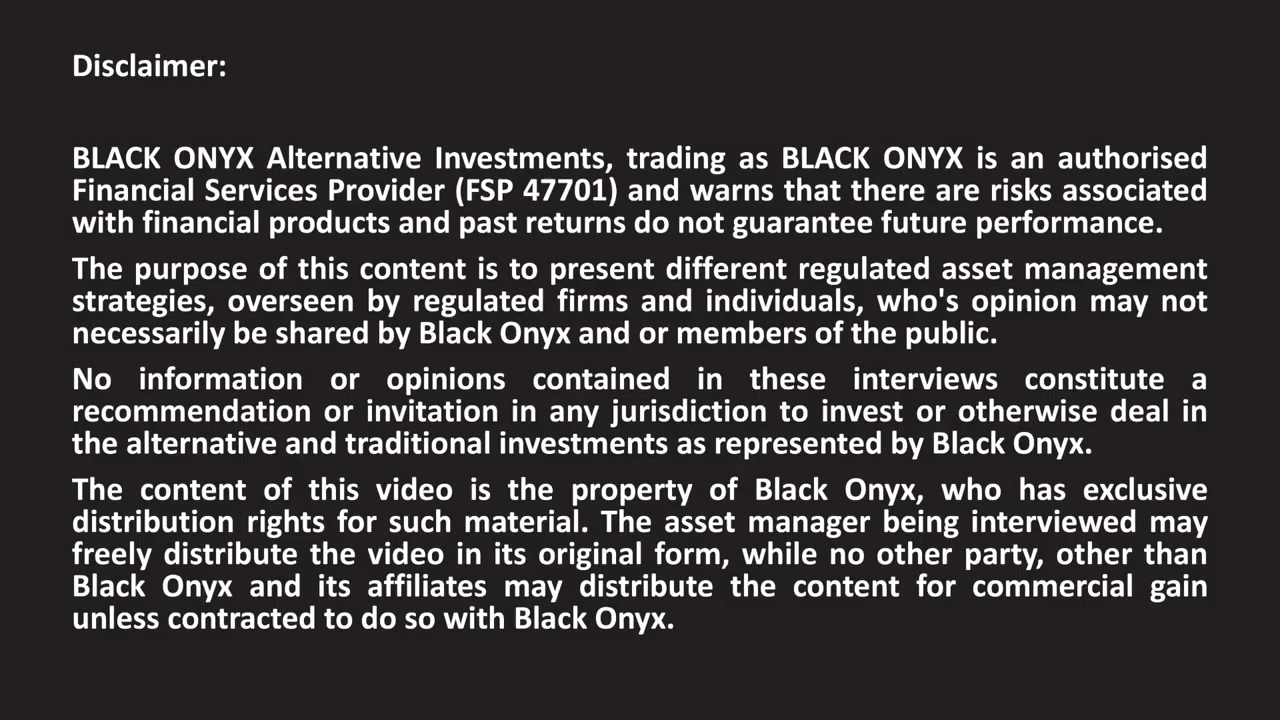 Disclaimer:
BLACK ONYX Alternative Investments, trading as BLACK ONYX is an authorised
Financial Services Provider (FSP 47701) and warns that there are risks associated
with financial products and past returns do not guarantee future performance.
The purpose of this content is to present different regulated asset management
strategies, overseen by regulated firms and individuals, who's opinion may not
necessarily be shared by Black Onyx and or members of the public.
No information or opinions contained in these interviews constitute a
recommendation or invitation in any jurisdiction to invest or otherwise deal in
the alternative and traditional investments as represented by Black Onyx.
The content of this video is the property of Black Onyx, who has exclusive
distribution rights for such material. The asset manager being interviewed may
freely distribute the video in its original form, while no other party, other than
Black Onyx and its affiliates may distribute the content for commercial gain
unless contracted to do so with Black Onyx.